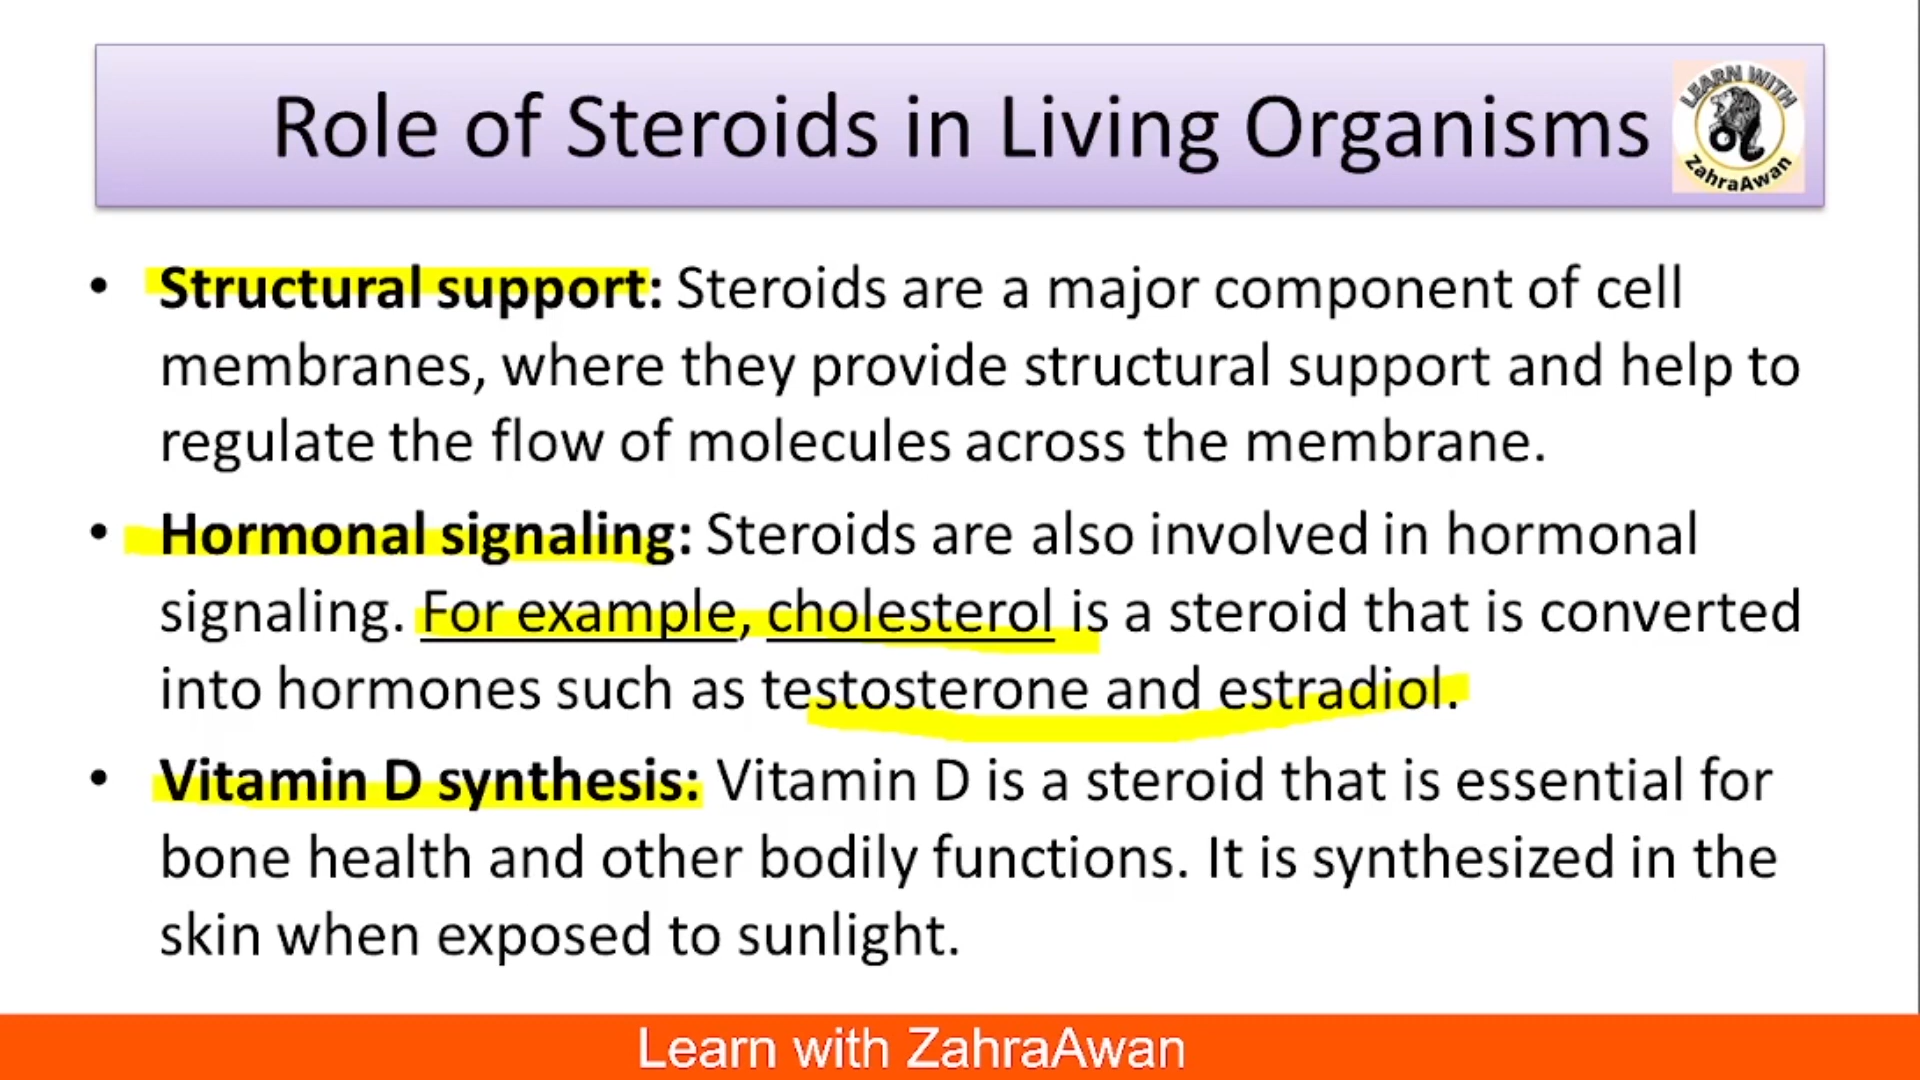 Role of Steroids in Living Organisms
LEARN WITH
ZahraAwan
• Structural support: Steroids are a major component of cell
membranes, where they provide structural support and help to
regulate the flow of molecules across the membrane.
• Hormonal signaling: Steroids are also involved in hormonal
signaling. For example, cholesterol is a steroid that is converted
into hormones such as testosterone and estradiol.
• Vitamin D synthesis: Vitamin D is a steroid that is essential for
bone health and other bodily functions. It is synthesized in the
skin when exposed to sunlight.
Learn with ZahraAwan